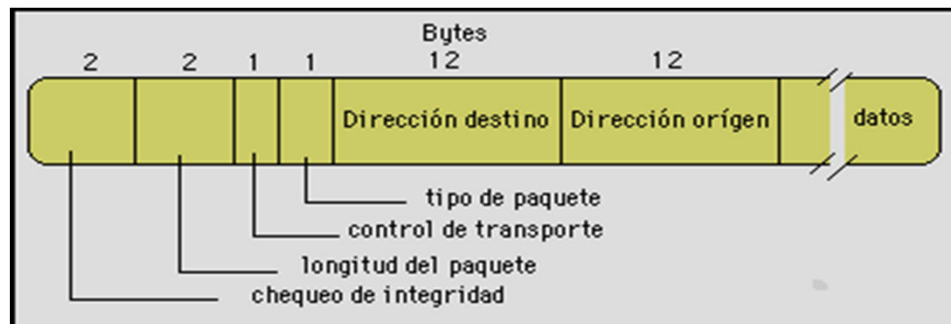 Bytes
2 2 1 1 12 12
Dirección destino Dirección orígen datos
tipo de paquete
control de transporte
longitud del paquete
chequeo de integridad